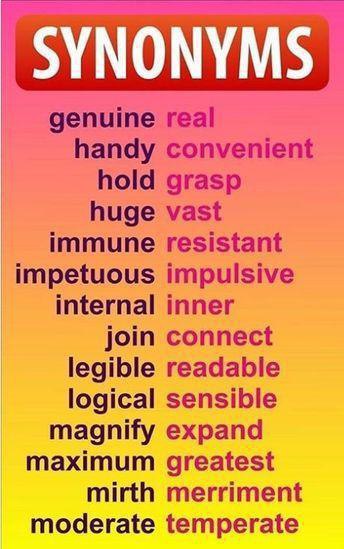 SYNONYMS
genuine real
handy convenient
hold grasp
huge vast
immune resistant
impetuous impulsive
internal inner
join connect
legible readable
logical sensible
magnify expand
maximum greatest
mirth merriment
moderate temperate